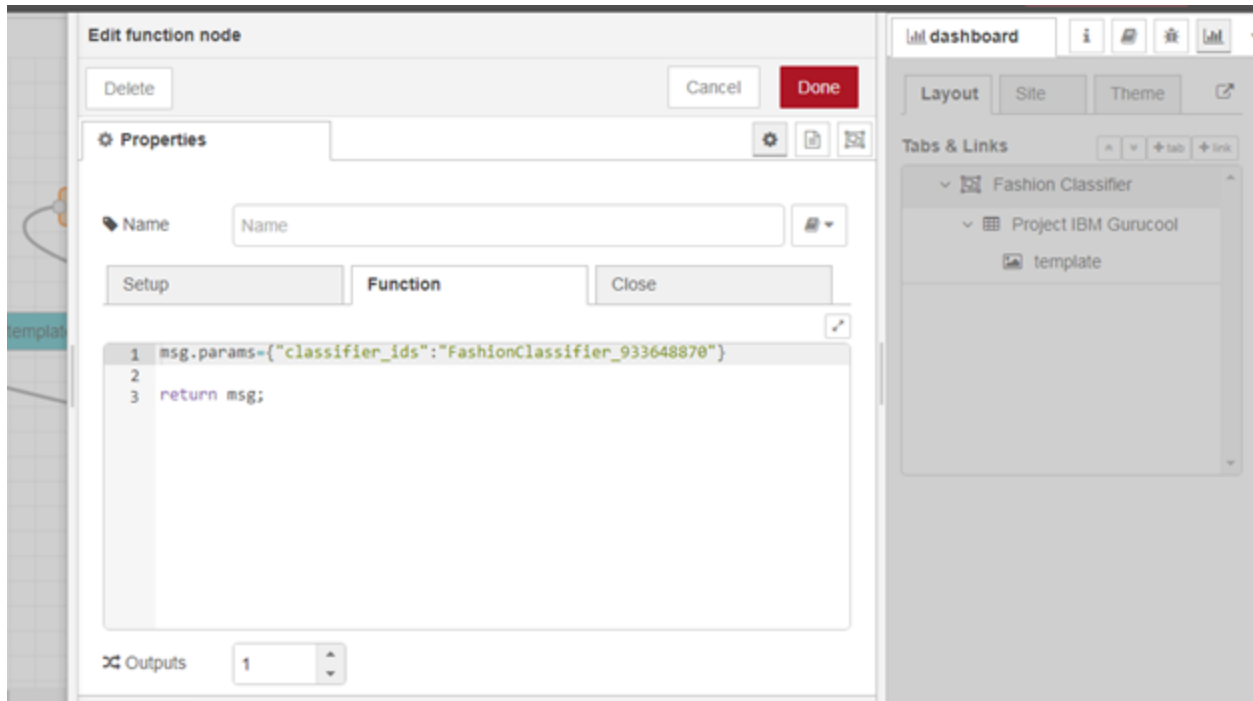 Edit function node
Delete
Cancel
Done
Properties
Name
Name
Setup
Function
Close
1 msg.params={"classifier_ids":"FashionClassifier_933648870"}
2
3 return msg;
Outputs
1
template
dashboard
i
Layout
Site
Theme
Tabs & Links
+ tab
+ link
Fashion Classifier
Project IBM Gurucool
template